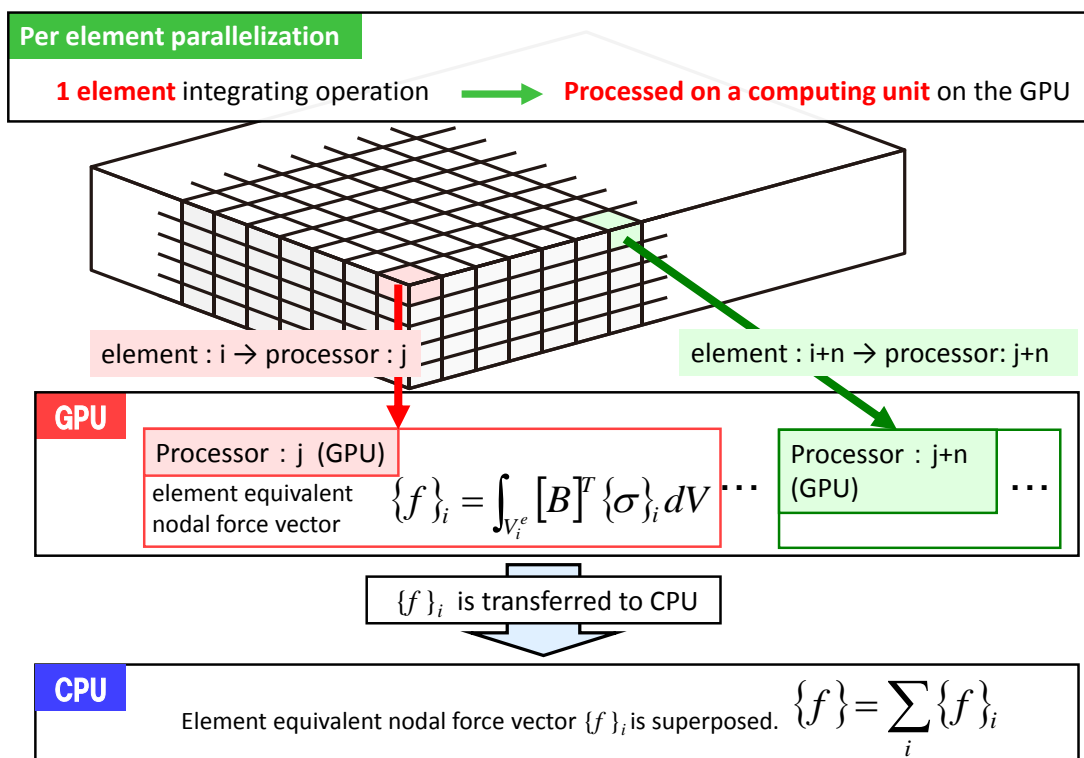 Per element parallelization
1 element integrating operation → Processed on a computing unit on the GPU
element : i → processor : j
element : i+n → processor: j+n
GPU
Processor : j (GPU)
element equivalent
nodal force vector
{f}_i = ∫_{V_i^e} [B]^T {σ}_i dV
...
Processor : j+n
(GPU)
...
{f}_i is transferred to CPU
CPU
Element equivalent nodal force vector {f}_i is superposed. {f} = ∑_i {f}_i